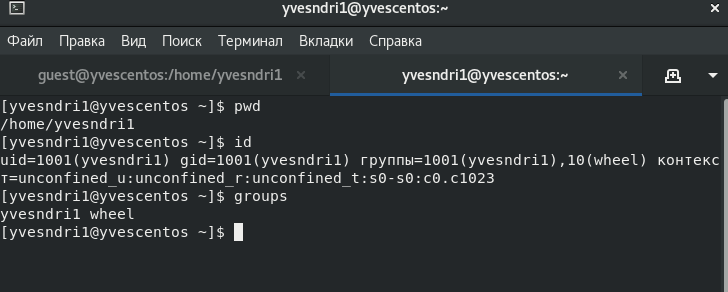 yvesndri1@yvescentos:~
Файл Правка Вид Поиск Терминал Вкладки Справка
guest@yvescentos:/home/yvesndri1 × yvesndri1@yvescentos:~ ×
[yvesndri1@yvescentos ~]$ pwd
/home/yvesndri1
[yvesndri1@yvescentos ~]$ id
uid=1001(yvesndri1) gid=1001(yvesndri1) группы=1001(yvesndri1),10(wheel) контекс
т=unconfined_u:unconfined_r:unconfined_t:s0-s0:c0.c1023
[yvesndri1@yvescentos ~]$ groups
yvesndri1 wheel
[yvesndri1@yvescentos ~]$